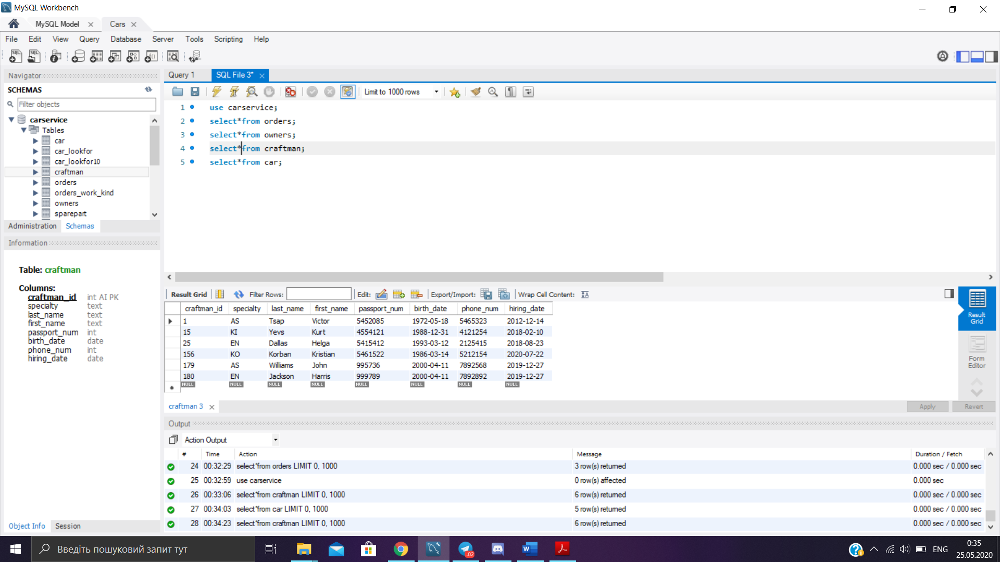 MySQL Workbench
MySQL Model
Cars
File Edit View Query Database Server Tools Scripting Help
Navigator
SCHEMAS
Filter objects
carservice
Tables
car
car_lookfor
car_lookfor10
craftman
orders
orders_work_kind
owners
sparepart
Administration Schemas
Information
Table: craftman
Columns:
craftman_id int AI PK
specialty text
last_name text
first_name text
passport_num int
birth_date date
phone_num int
hiring_date date
Object Info Session
Query 1 SQL File 3*
Limit to 1000 rows
1 use carservice;
2 select*from orders;
3 select*from owners;
4 select*from craftman;
5 select*from car;
Result Grid Filter Rows: Edit: Export/Import: Wrap Cell Content:
craftman_id specialty last_name first_name passport_num birth_date phone_num hiring_date
1 AS Tsap Victor 5452085 1972-05-18 5465323 2012-12-14
15 KI Yevs Kurt 4554121 1988-12-31 4121254 2018-02-10
25 EN Dallas Helga 5415412 1993-03-12 2125415 2018-08-23
156 KO Korban Kristian 5461522 1986-03-14 5212154 2020-07-22
179 AS Williams John 995736 2000-04-11 7892568 2019-12-27
180 EN Jackson Harris 999789 2000-04-11 7892892 2019-12-27
NULL NULL NULL NULL NULL NULL NULL NULL
Result
Grid
Form
Editor
craftman 3
Apply Revert
Output
Action Output
# Time Action Message Duration / Fetch
24 00:32:29 select*from orders LIMIT 0, 1000 3 row(s) returned 0.000 sec / 0.000 sec
25 00:32:59 use carservice 0 row(s) affected 0.000 sec
26 00:33:06 select*from craftman LIMIT 0, 1000 6 row(s) returned 0.000 sec / 0.000 sec
27 00:34:03 select*from car LIMIT 0, 1000 5 row(s) returned 0.000 sec / 0.000 sec
28 00:34:23 select*from craftman LIMIT 0, 1000 6 row(s) returned 0.000 sec / 0.000 sec
Введіть пошуковий запит тут
..02
ENG
0:35
25.05.2020